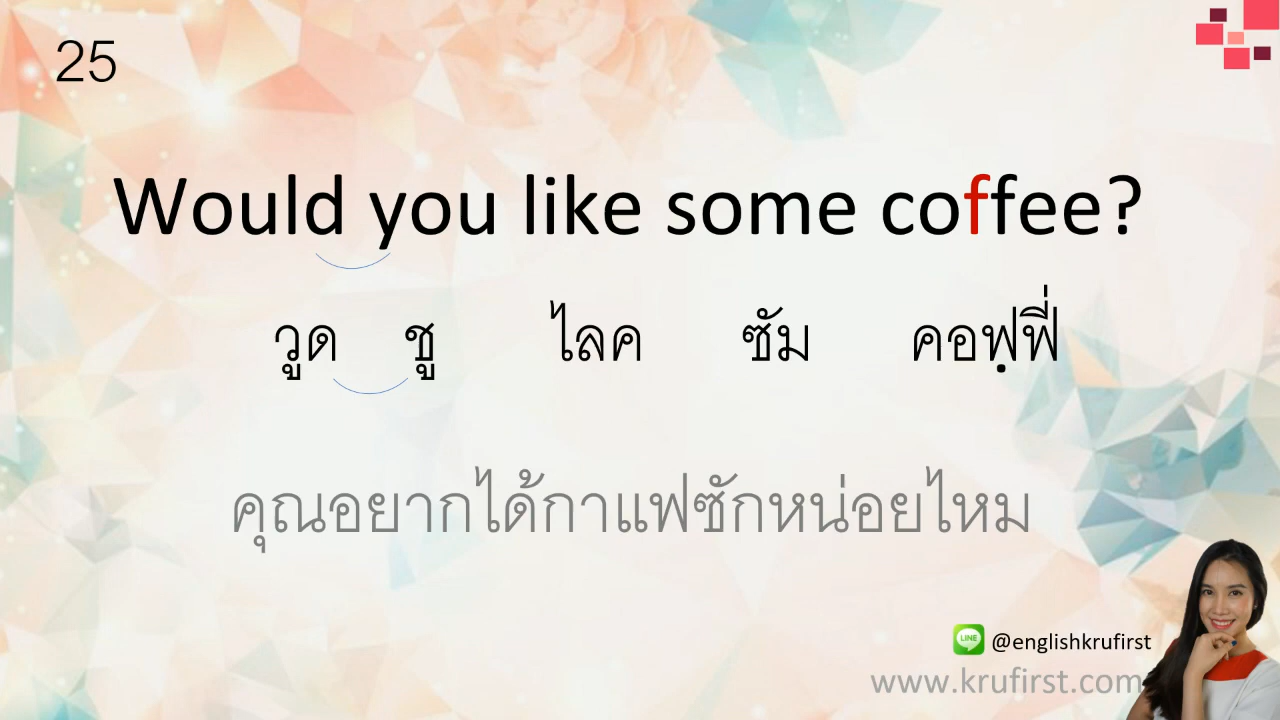 25
Would you like some coffee?
วูด ชู ไลค ซัม คอฟฺฟี่
คุณอยากได้กาแฟซักหน่อยไหม
LINE @englishkrufirst
www.krufirst.com